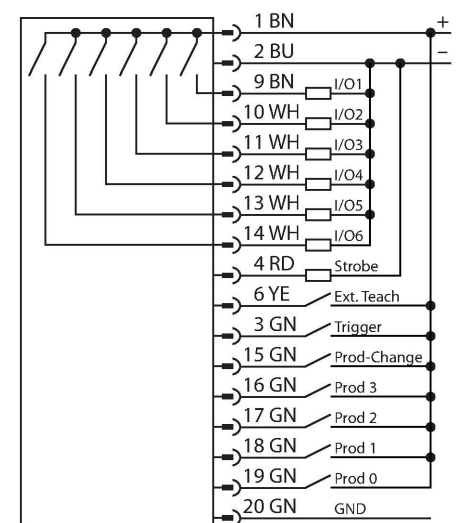 1 BN +
2 BU −
9 BN I/O1
10 WH I/O2
11 WH I/O3
12 WH I/O4
13 WH I/O5
14 WH I/O6
4 RD Strobe
6 YE Ext. Teach
3 GN Trigger
15 GN Prod-Change
16 GN Prod 3
17 GN Prod 2
18 GN Prod 1
19 GN Prod 0
20 GN GND